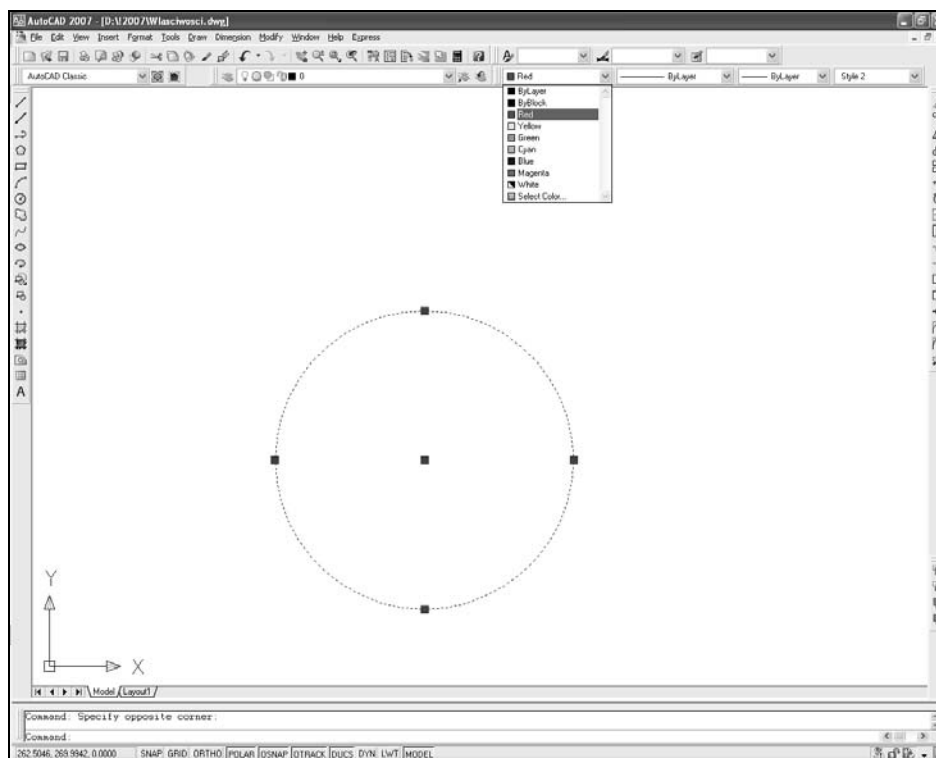 AutoCAD 2007 - [D:\!2007\Wlasciwosci.dwg]
File Edit View Insert Format Tools Draw Dimension Modify Window Help Express
AutoCAD Classic 0 Red ByLayer ByLayer Style 2
ByLayer
ByBlock
Red
Yellow
Green
Cyan
Blue
Magenta
White
Select Color...
A
Y
X
Model Layout1
Command: Specify opposite corner:
Command:
262.5046, 269.9942, 0.0000 SNAP GRID ORTHO POLAR OSNAP OTRACK DUCS DYN LWT MODEL